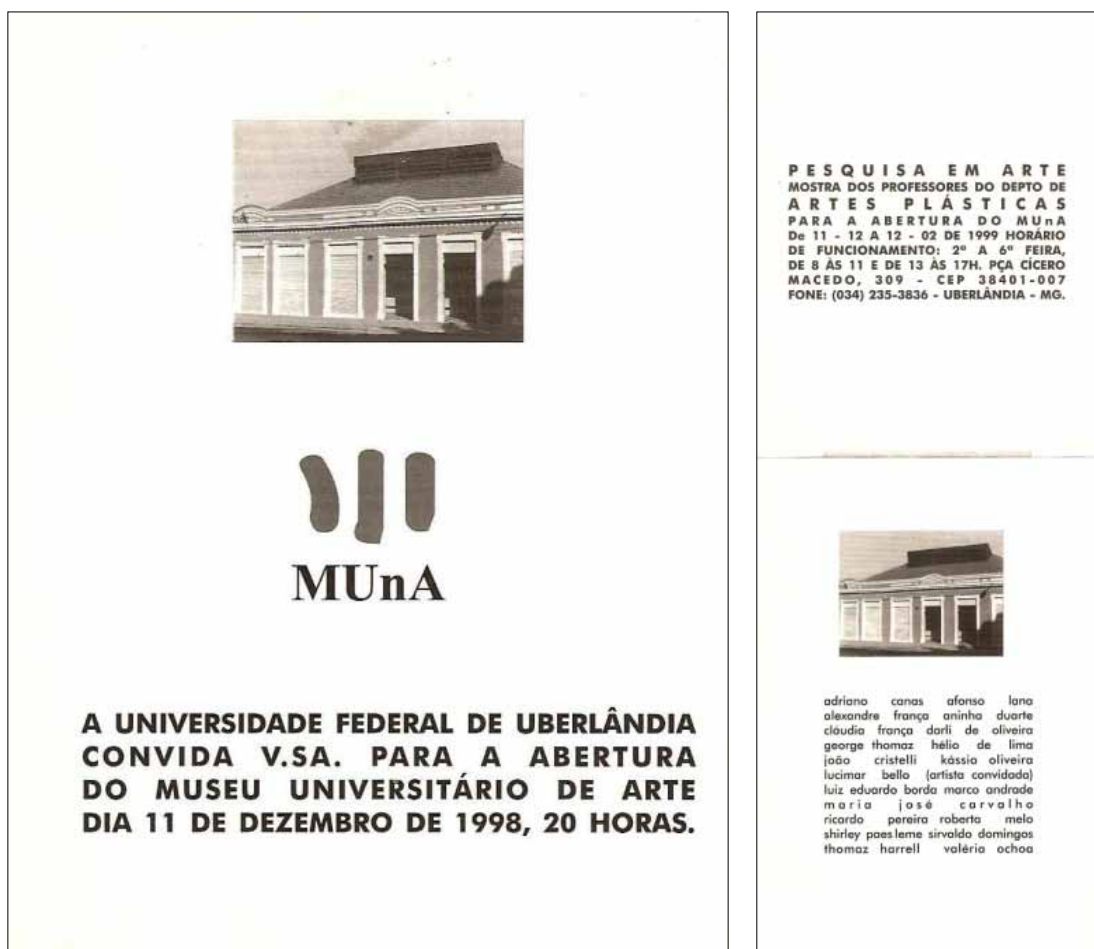 MUnA
A UNIVERSIDADE FEDERAL DE UBERLÂNDIA
CONVIDA V.SA. PARA A ABERTURA
DO MUSEU UNIVERSITÁRIO DE ARTE
DIA 11 DE DEZEMBRO DE 1998, 20 HORAS.
PESQUISA EM ARTE
MOSTRA DOS PROFESSORES DO DEPTO DE
ARTES PLÁSTICAS
PARA A ABERTURA DO MUnA
De 11 - 12 A 12 - 02 DE 1999 HORÁRIO
DE FUNCIONAMENTO: 2ª A 6ª FEIRA,
DE 8 ÀS 11 E DE 13 ÀS 17H. PÇA CÍCERO
MACEDO, 309 - CEP 38401-007
FONE: (034) 235-3836 - UBERLÂNDIA - MG.
adriano canas afonso lana
alexandre frança aninha duarte
cláudia frança darli de oliveira
george thomaz hélio de lima
joão cristelli kássio oliveira
lucimar bello (artista convidada)
luiz eduardo borda marco andrade
maria josé carvalho
ricardo pereira roberta melo
shirley paes leme sirvaldo domingos
thomaz harrell valéria ochoa